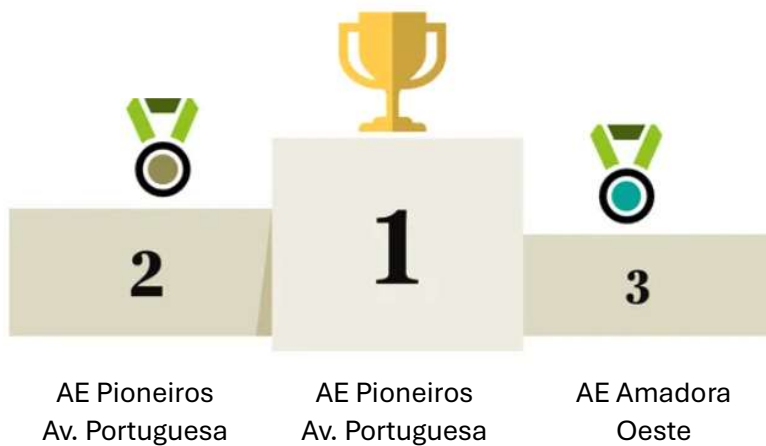 2
1
3
AE Pioneiros
Av. Portuguesa
AE Pioneiros
Av. Portuguesa
AE Amadora
Oeste